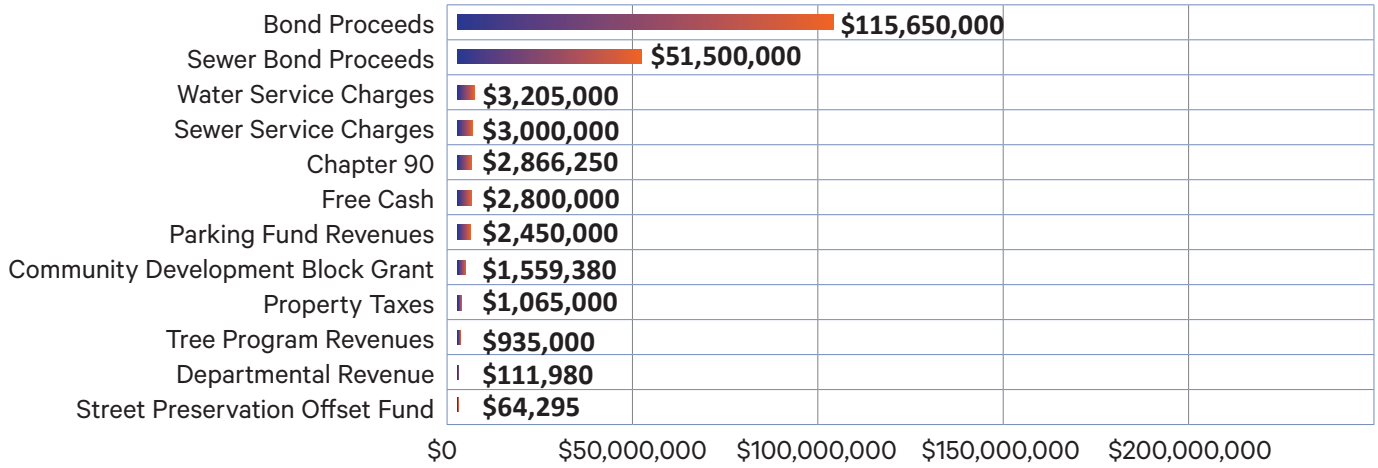 Bond Proceeds $115,650,000
Sewer Bond Proceeds $51,500,000
Water Service Charges $3,205,000
Sewer Service Charges $3,000,000
Chapter 90 $2,866,250
Free Cash $2,800,000
Parking Fund Revenues $2,450,000
Community Development Block Grant $1,559,380
Property Taxes $1,065,000
Tree Program Revenues $935,000
Departmental Revenue $111,980
Street Preservation Offset Fund $64,295
$0 $50,000,000 $100,000,000 $150,000,000 $200,000,000